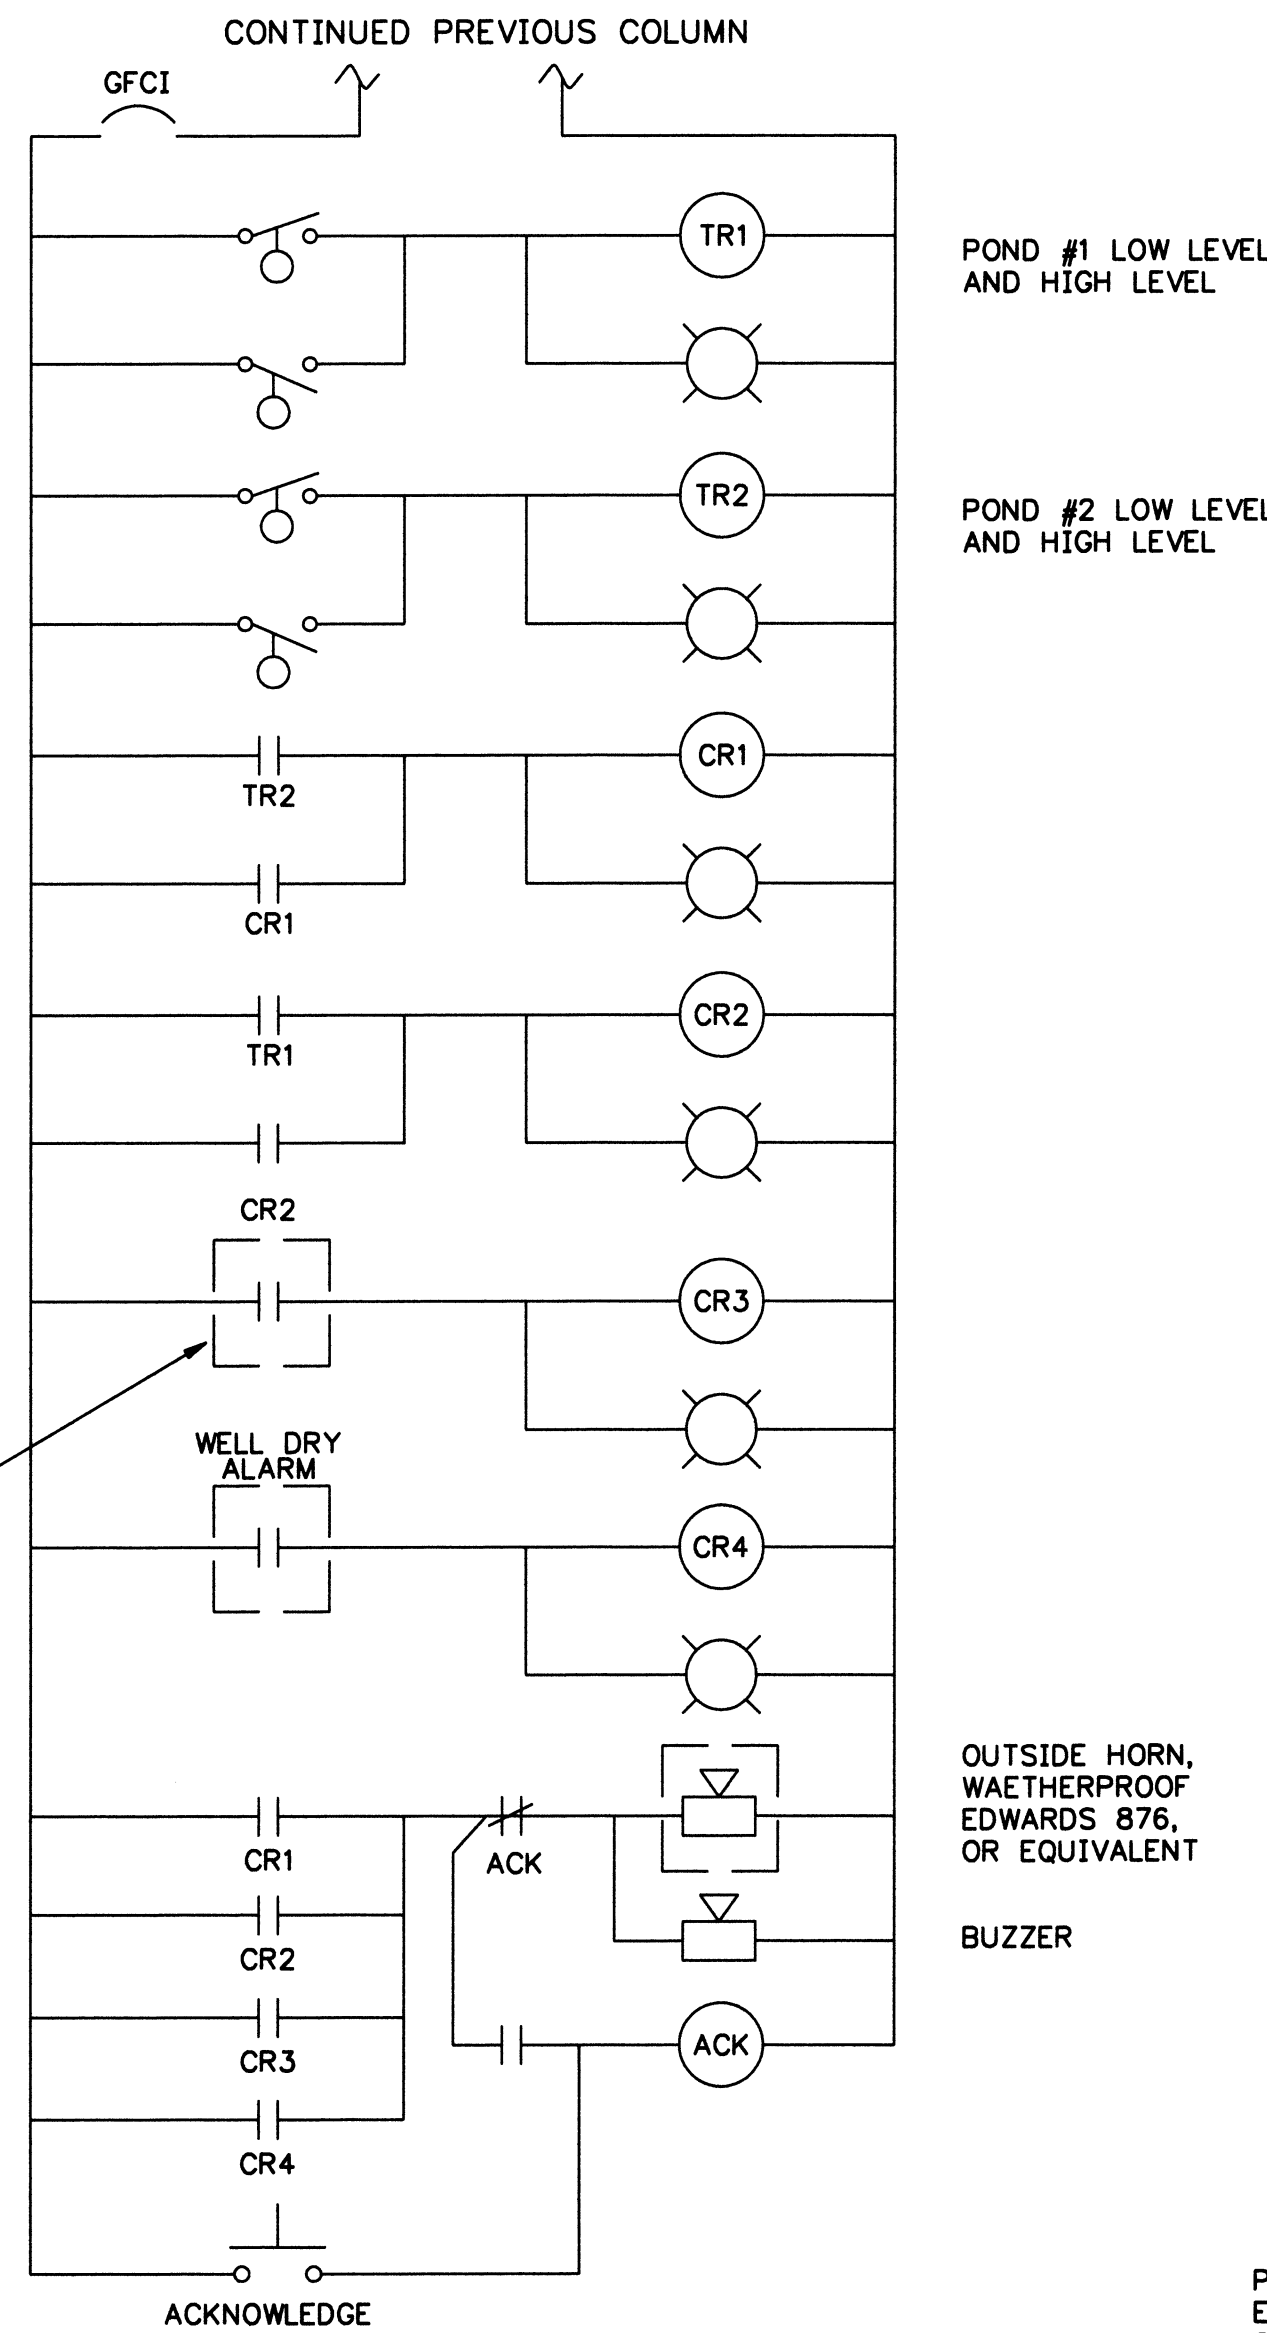 CONTINUED PREVIOUS COLUMN
GFCI
TR1
POND #1 LOW LEVEL
AND HIGH LEVEL
TR2
POND #2 LOW LEVEL
AND HIGH LEVEL
CR1
TR2
CR1
CR2
TR1
CR2
CR3
WELL DRY
ALARM
CR4
OUTSIDE HORN,
WAETHERPROOF
EDWARDS 876,
OR EQUIVALENT
CR1
ACK
BUZZER
CR2
ACK
CR3
CR4
ACKNOWLEDGE
P
E